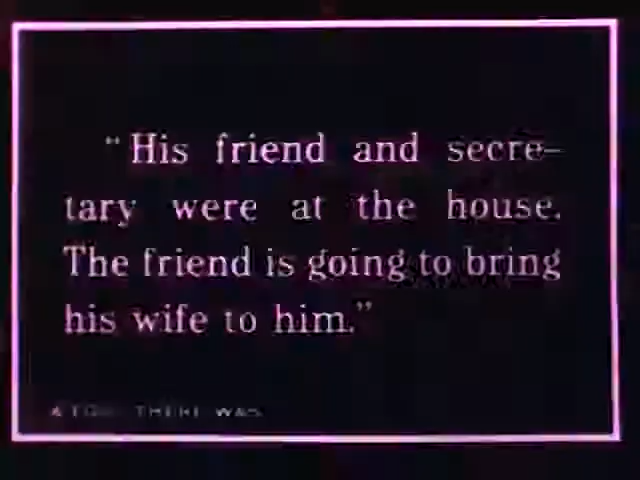 “His friend and secre-
tary were at the house.
The friend is going to bring
his wife to him.”
A FOOL THERE WAS